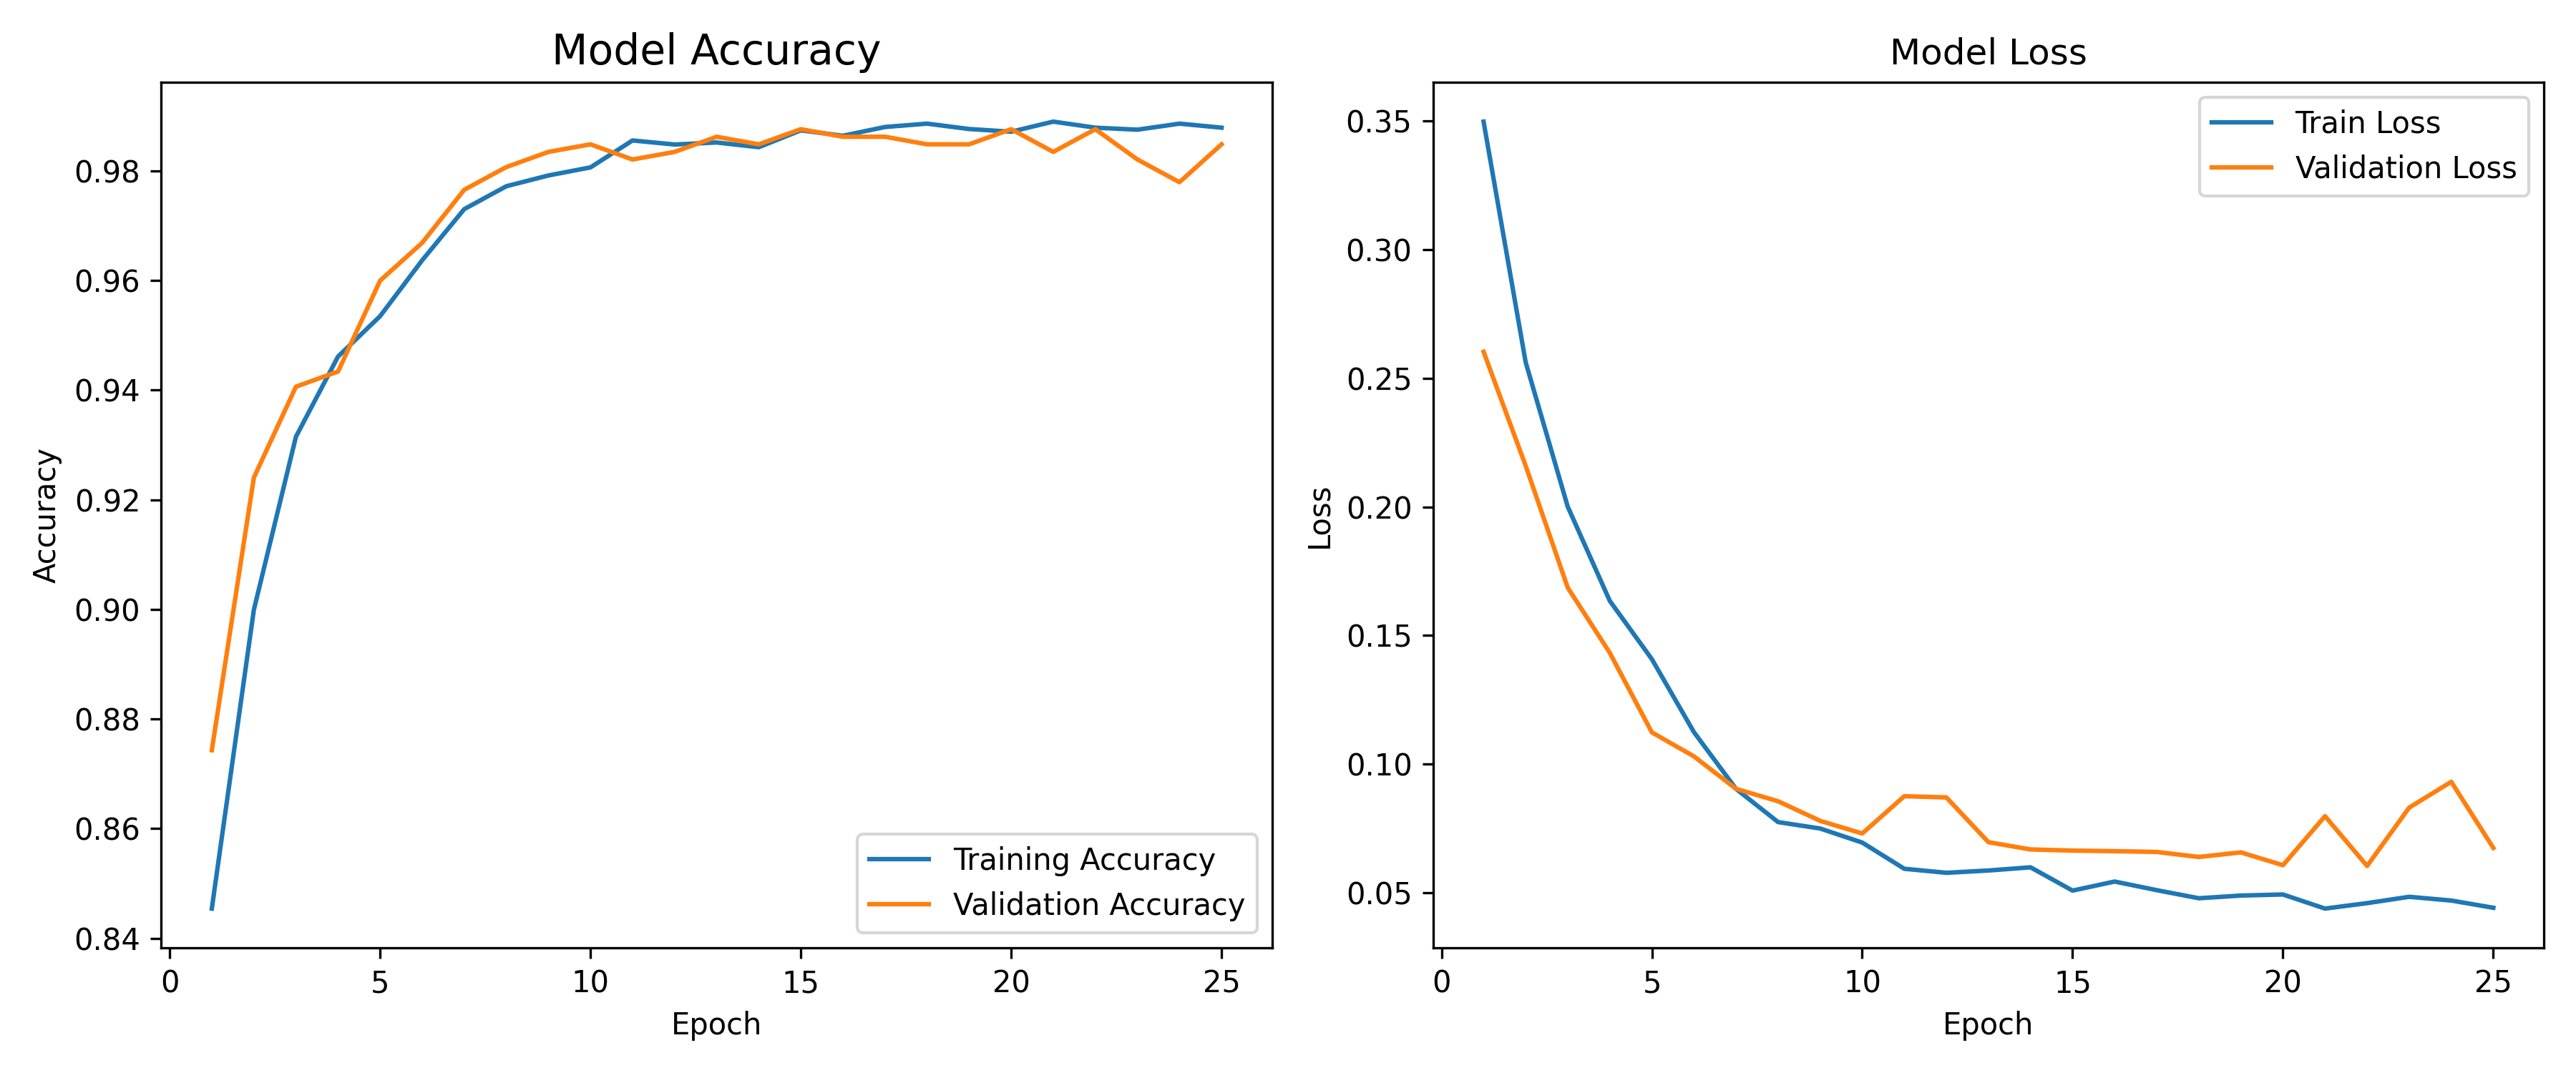 Model Accuracy
Accuracy
0.98
0.96
0.94
0.92
0.90
0.88
0.86
0.84
0
5
10
15
20
25
Epoch
Training Accuracy
Validation Accuracy
Model Loss
Loss
0.35
0.30
0.25
0.20
0.15
0.10
0.05
0
5
10
15
20
25
Epoch
Train Loss
Validation Loss